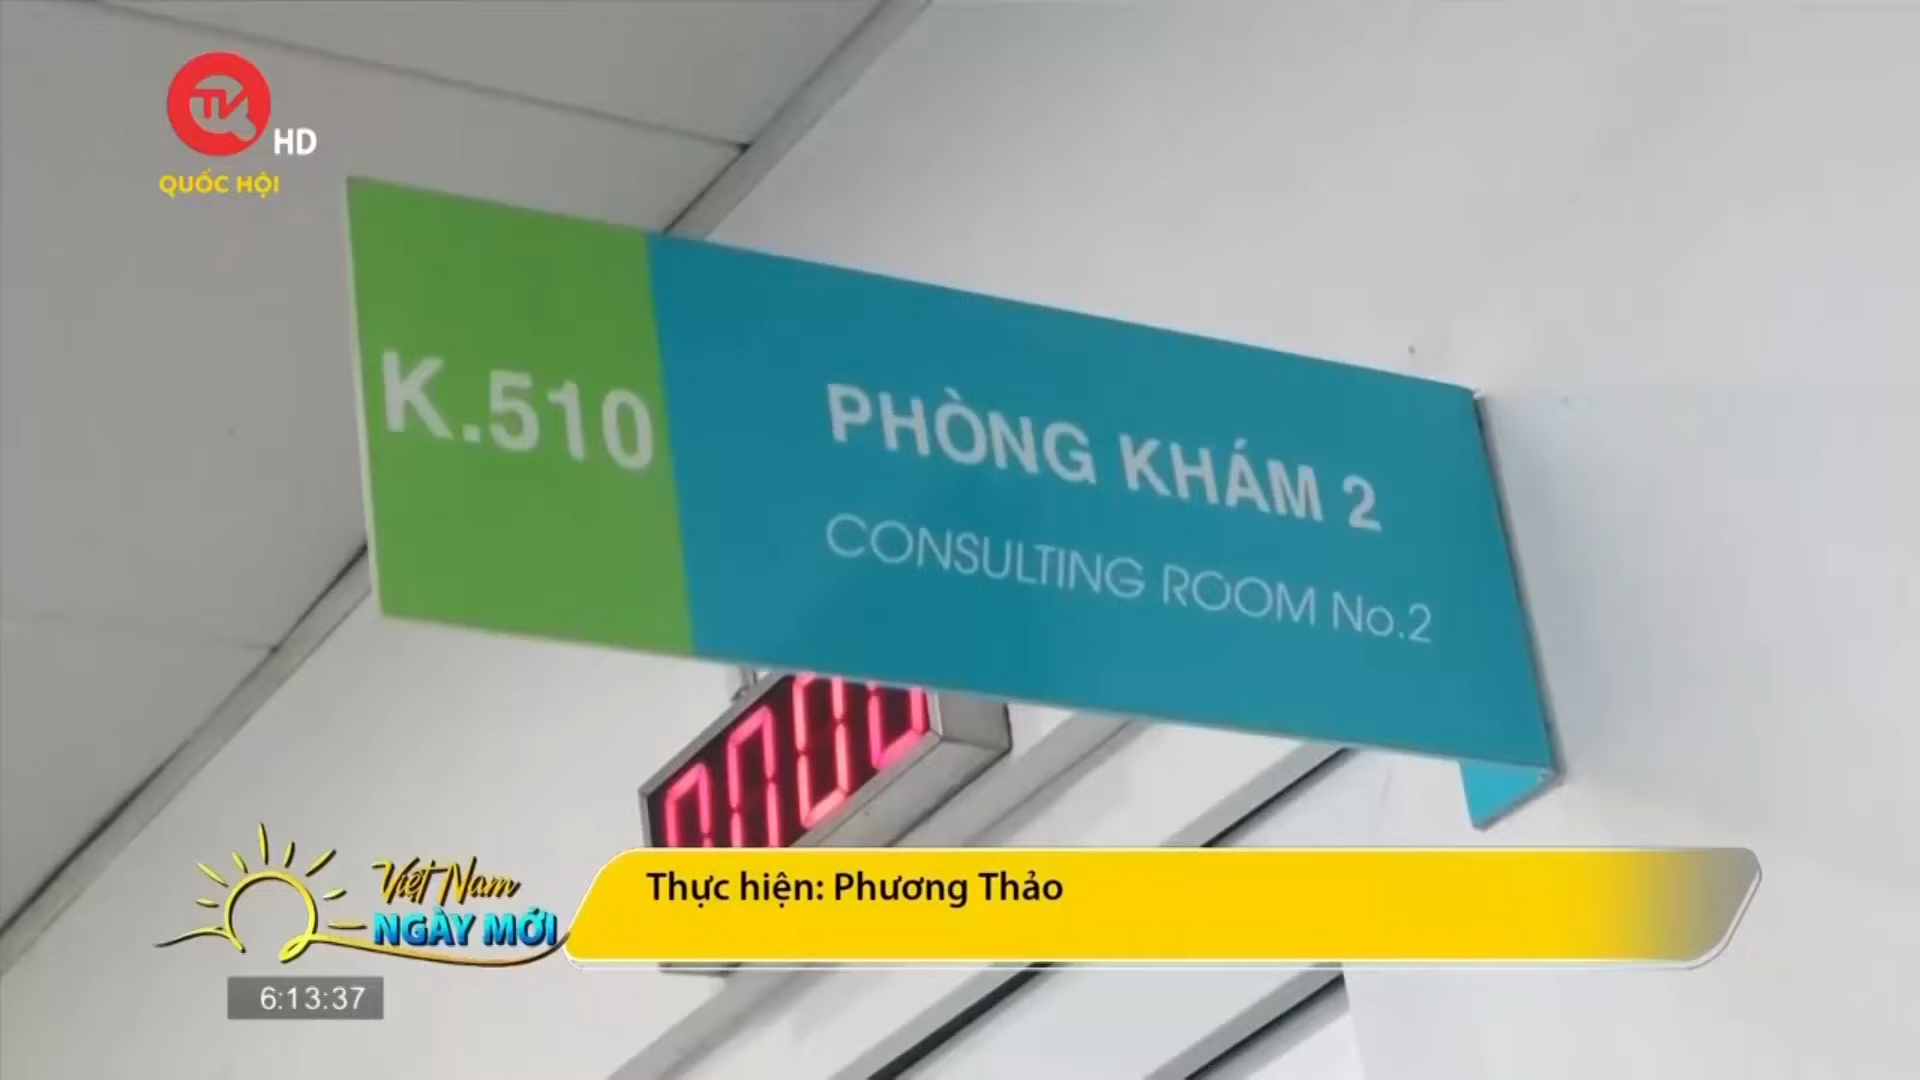 TV
HD
QUỐC HỘI
K.510
PHÒNG KHÁM 2
CONSULTING ROOM No.2
Việt Nam
NGÀY MỚI
Thực hiện: Phương Thảo
6:13:37